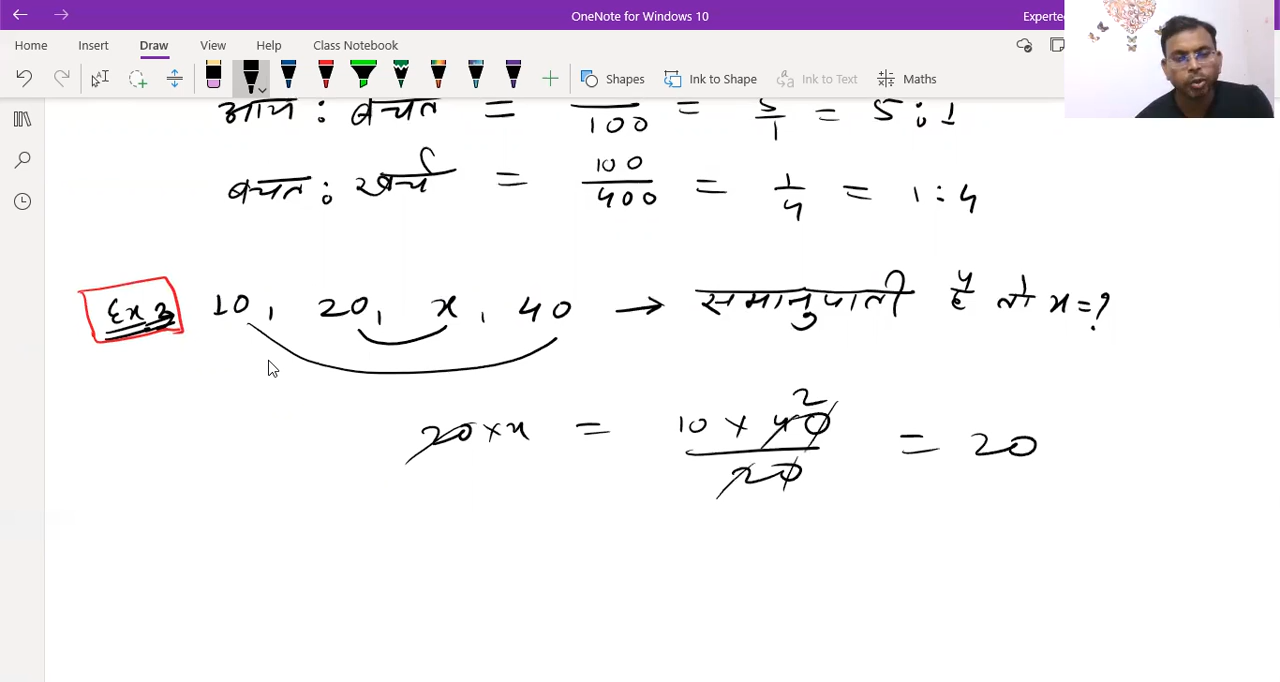 OneNote for Windows 10
Home Insert Draw View Help Class Notebook
Shapes Ink to Shape Ink to Text Maths
आय : बचत = /100 = 5/1 = 5 : 1
बचत : खर्च = 100/400 = 1/4 = 1 : 4
Ex 3 10, 20, x, 40 → समानुपाती है तो x = ?
20 × x = 10 × 40/20 2 = 20